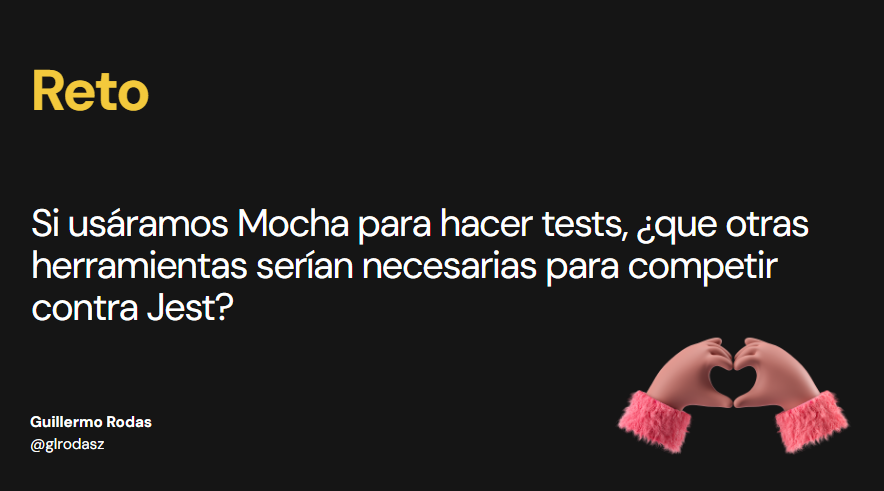 Reto
Si usáramos Mocha para hacer tests, ¿que otras
herramientas serían necesarias para competir
contra Jest?
Guillermo Rodas
@glrodasz